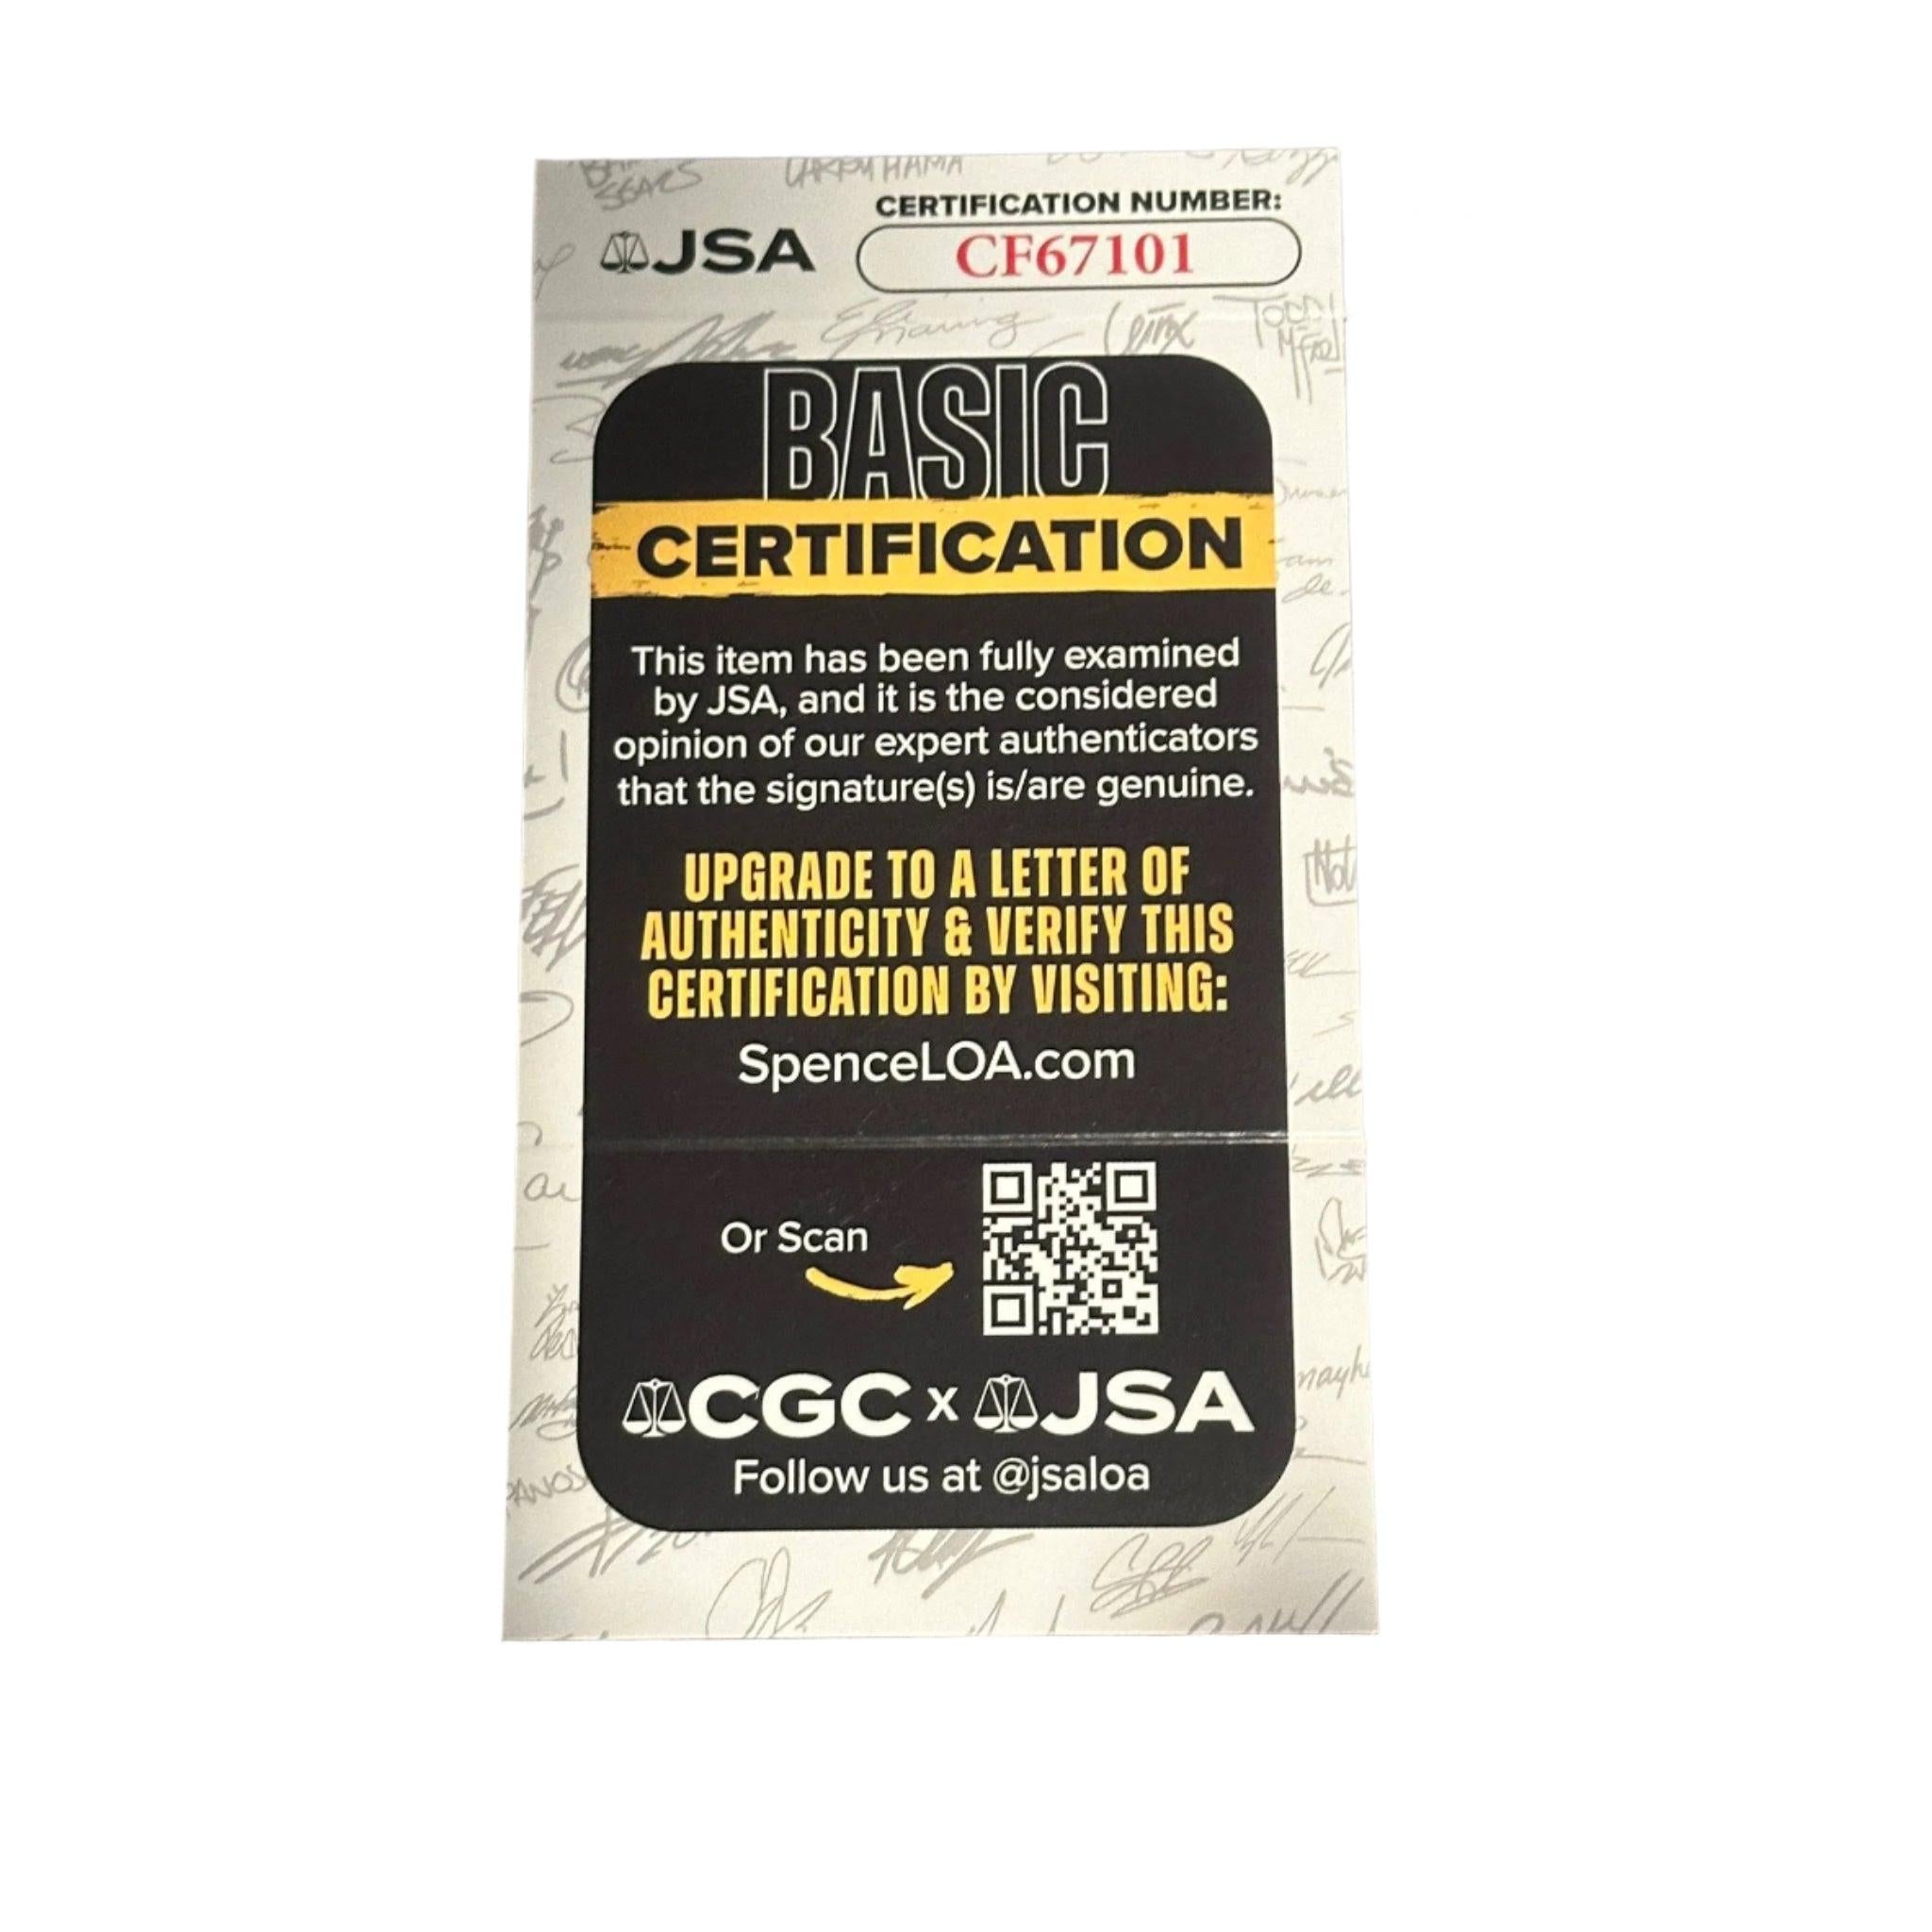 CERTIFICATION NUMBER:
JSA
CF67101
BASIC
CERTIFICATION
This item has been fully examined
by JSA, and it is the considered
opinion of our expert authenticators
that the signature(s) is/are genuine.
UPGRADE TO A LETTER OF
AUTHENTICITY & VERIFY THIS
CERTIFICATION BY VISITING:
SpenceLOA.com
Or Scan
CGC x JSA
Follow us at @jsaloa